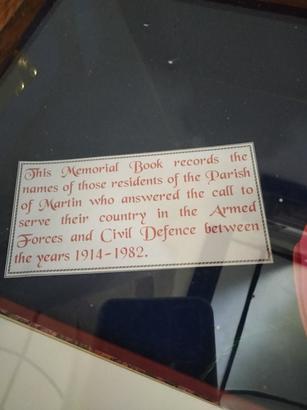 This Memorial Book records the
names of those residents of the Parish
of Martin who answered the call to
serve their country in the Armed
Forces and Civil Defence between
the years 1914-1982.